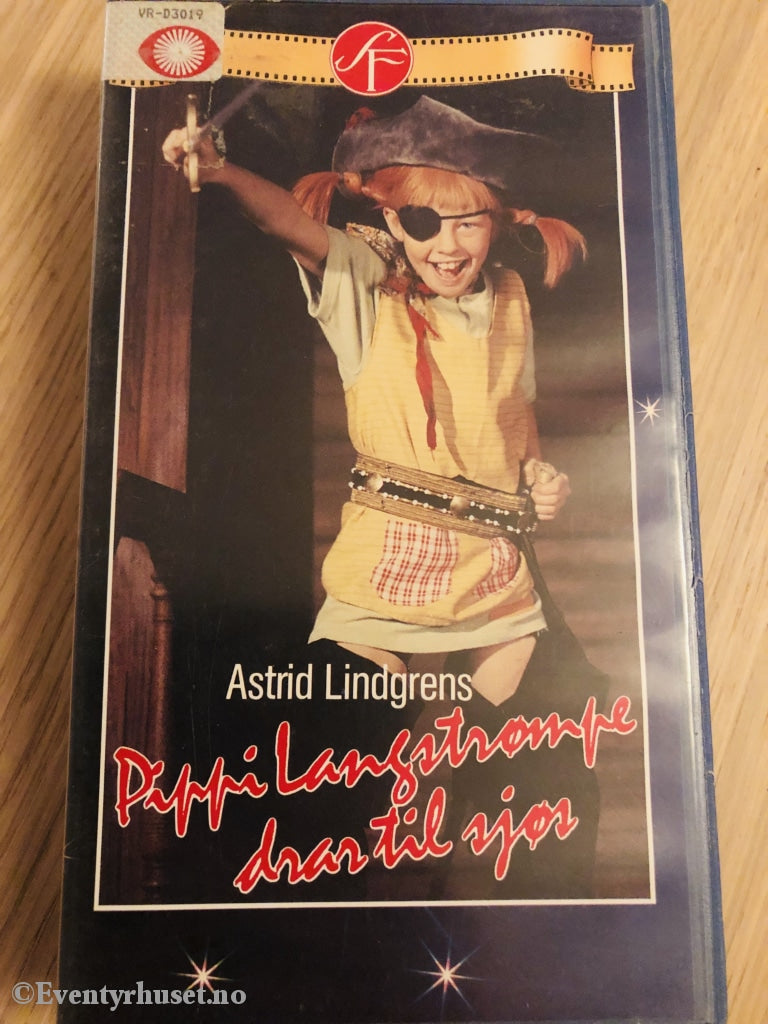 VR-D3019
SF
Astrid Lindgrens
Pippi Langstrømpe
drar til sjøs
©Eventyrhuset.no